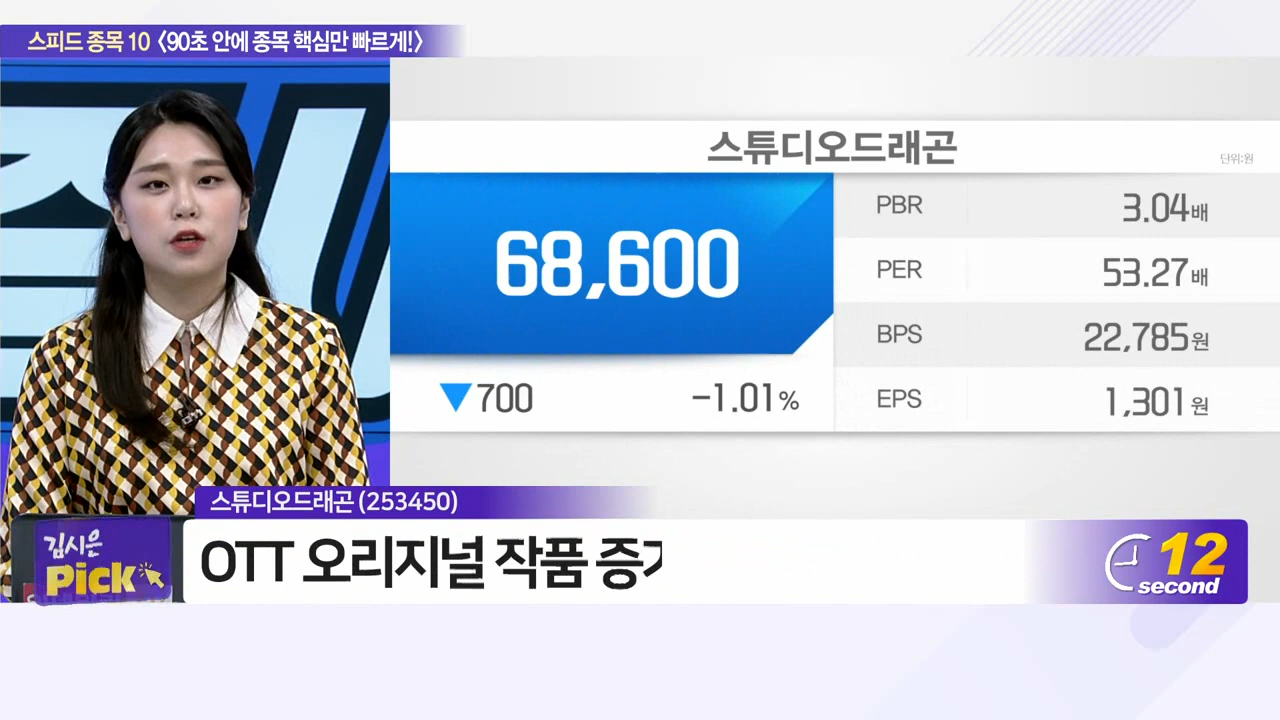 스피드 종목 10 〈90초 안에 종목 핵심만 빠르게!〉
스튜디오드래곤
단위:원
68,600
▼700 -1.01%
PBR 3.04배
PER 53.27배
BPS 22,785원
EPS 1,301원
스튜디오드래곤 (253450)
김시은
Pick
OTT 오리지널 작품
12
second